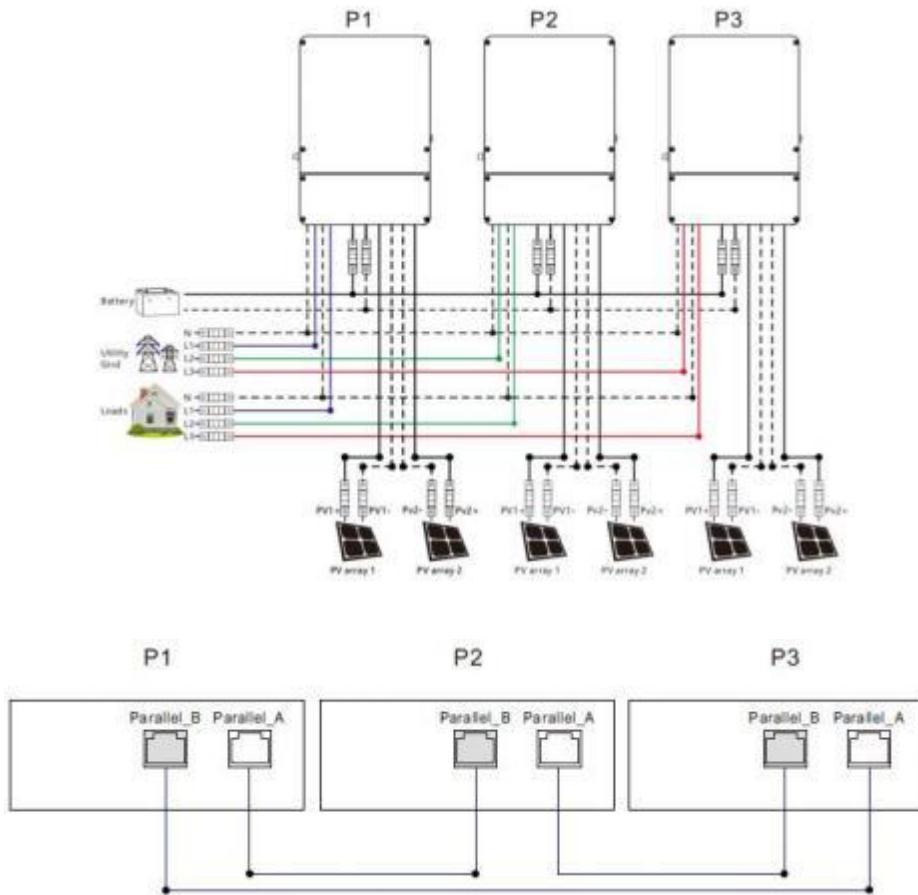 P1 P2 P3
Battery
N
L1
Utility
Grid
L2
L3
N
Loads
L1
L2
L3
PV1+ PV1- Pv2- Pv2+ PV1+ PV1- Pv2- Pv2+ PV1+ PV1- Pv2- Pv2+
PV array 1 PV array 2 PV array 1 PV array 2 PV array 1 PV array 2
P1 P2 P3
Parallel_B Parallel_A Parallel_B Parallel_A Parallel_B Parallel_A